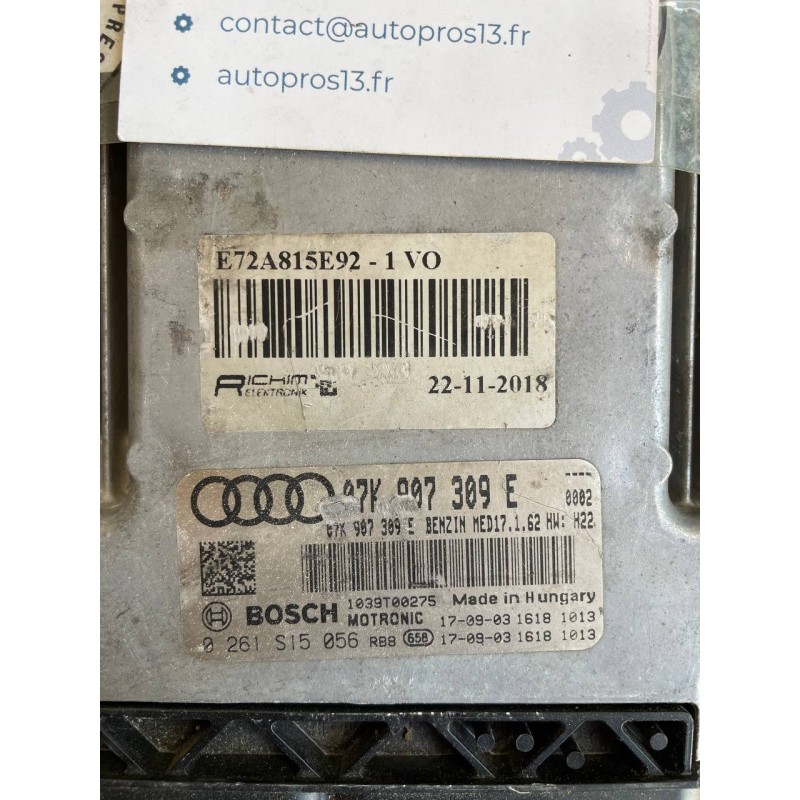 PRES
contact@autopros13.fr
autopros13.fr
E72A815E92 - 1 VO
RICHIM
ELEKTRONIK
22-11-2018
07K 907 309 E
0002
07K 907 309 E BENZIN MED17.1.62 HW: H22
1039T00275 Made in Hungary
BOSCH MOTRONIC 17-09-03 1618 1013
0 261 S15 056 RB8 658 17-09-03 1618 1013